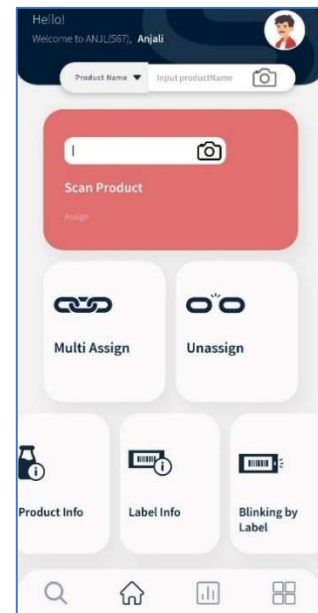 Hello!
Welcome to ANJL(567), Anjali
Product Name ▼ Input productName
Scan Product
Assign
Multi Assign
Unassign
Product Info
Label Info
Blinking by
Label